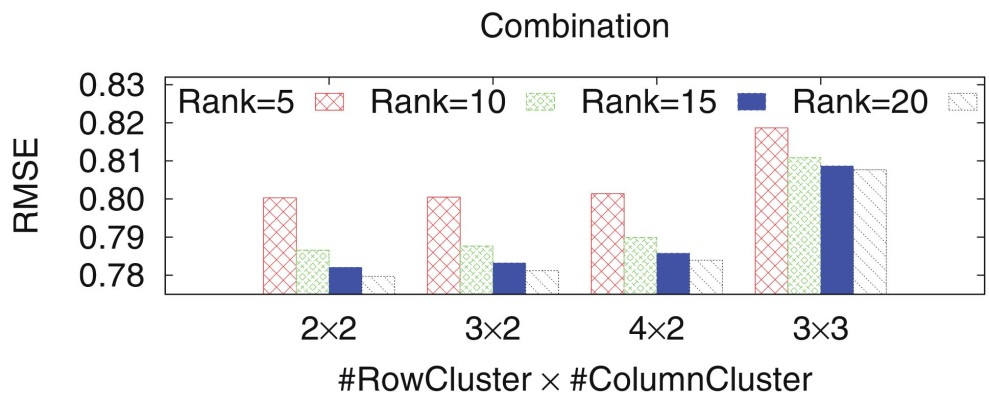 Combination
RMSE
0.83
0.82
0.81
0.80
0.79
0.78
Rank=5 Rank=10 Rank=15 Rank=20
2×2 3×2 4×2 3×3
#RowCluster × #ColumnCluster